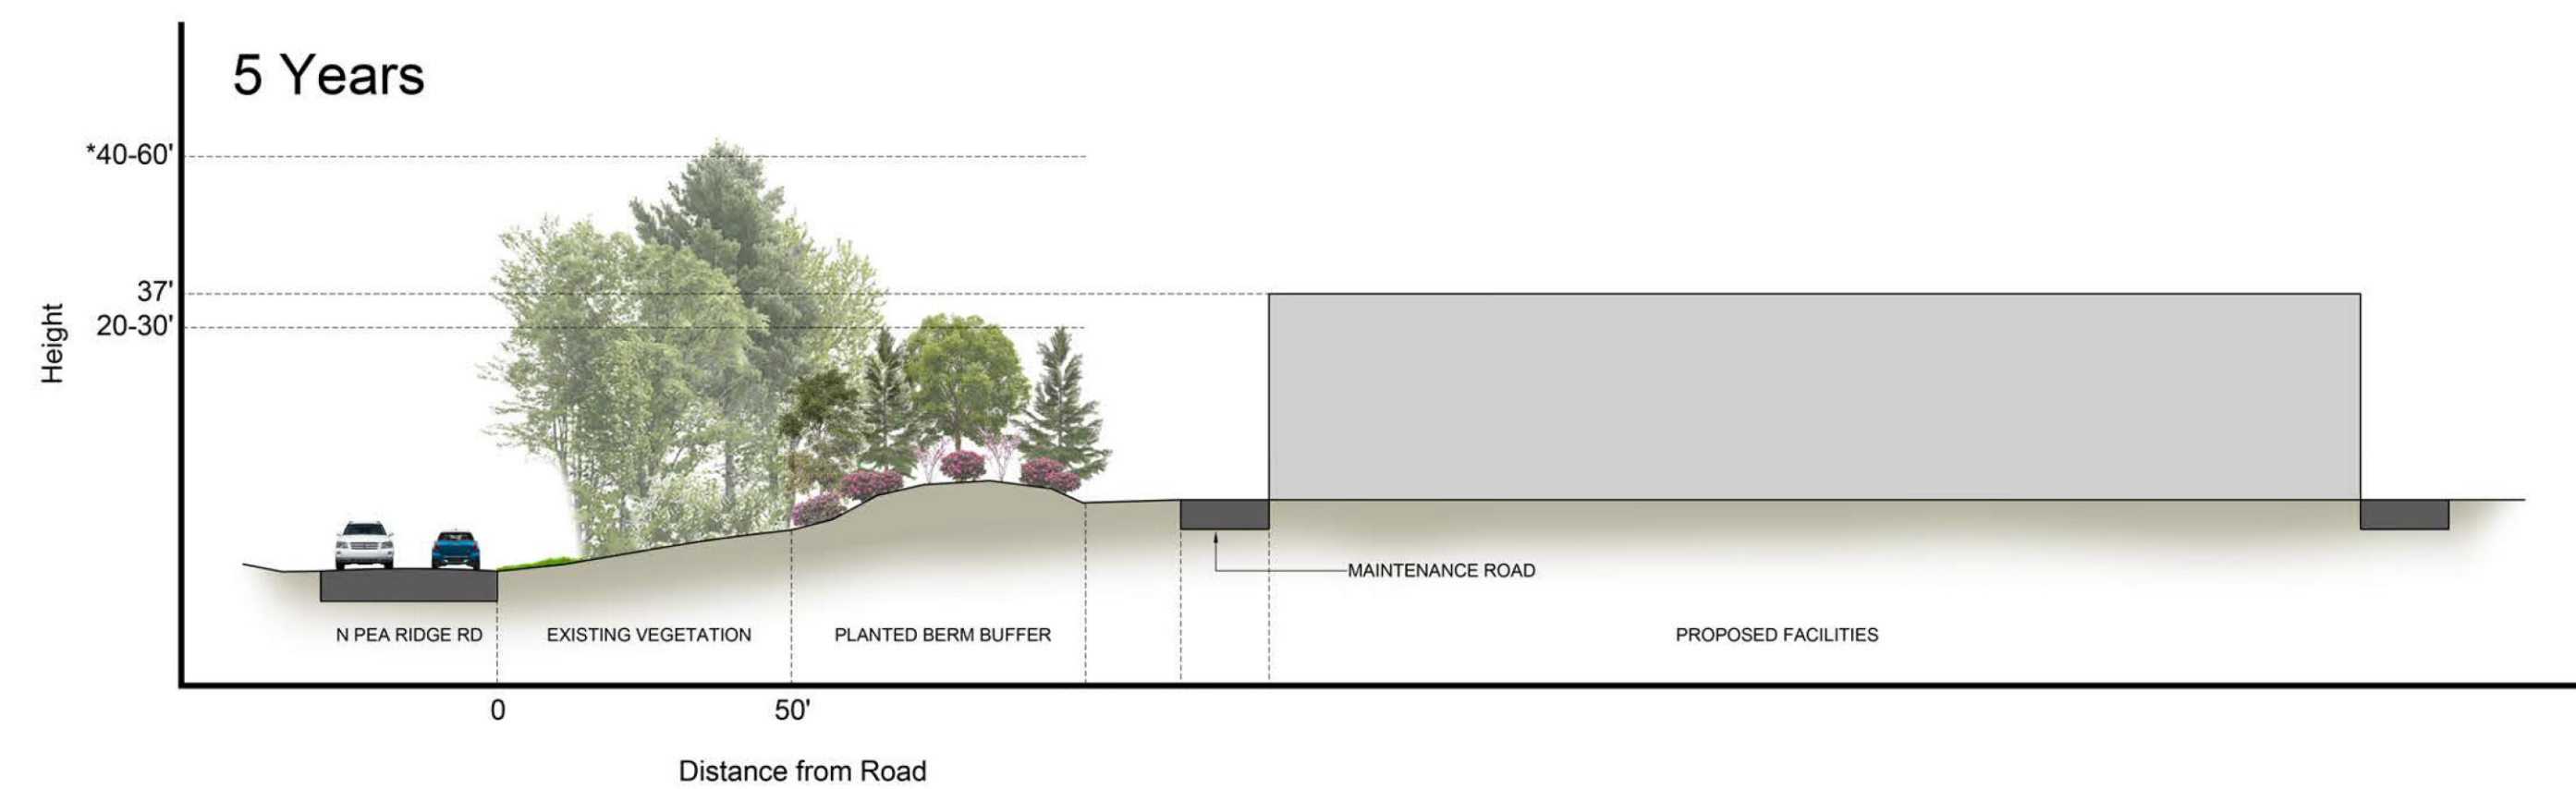 5 Years
*40-60'
37'
20-30'
Height
MAINTENANCE ROAD
N PEA RIDGE RD
EXISTING VEGETATION
PLANTED BERM BUFFER
PROPOSED FACILITIES
0
50'
Distance from Road